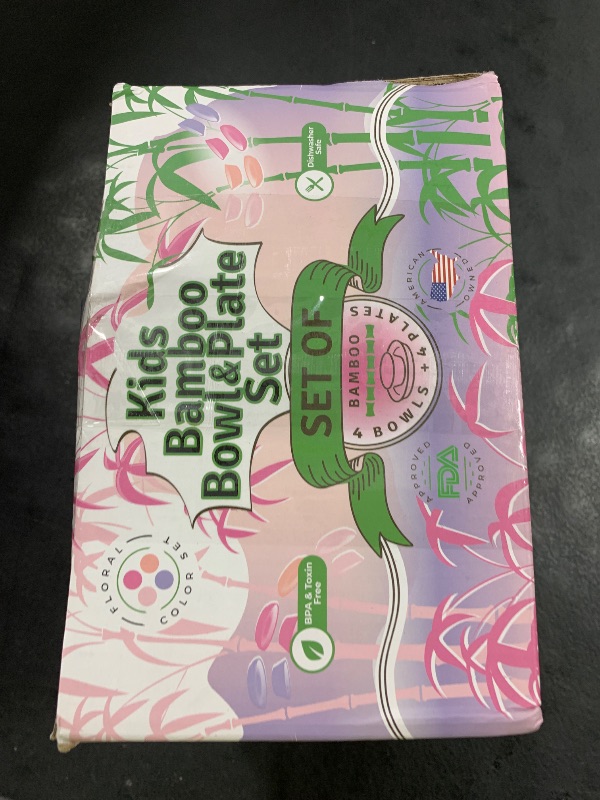 Kids
Bamboo
Bowl&Plate
Set
SET OF
BAMBOO
4 BOWLS + 4 PLATES
FLORAL
COLOR SET
BPA & Toxin
Free
Dishwasher
Safe
APPROVED
FDA
APPROVED
AMERICAN
OWNED